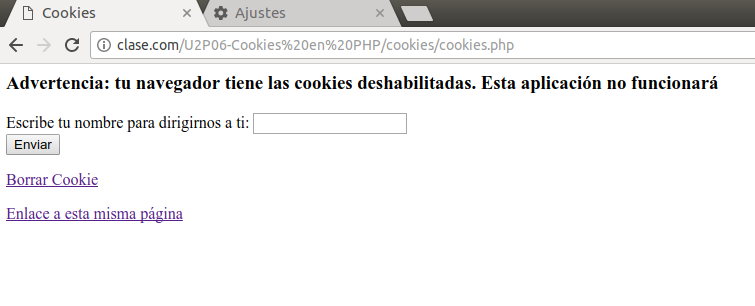 Cookies
Ajustes
clase.com/U2P06-Cookies%20en%20PHP/cookies/cookies.php
Advertencia: tu navegador tiene las cookies deshabilitadas. Esta aplicación no funcionará
Escribe tu nombre para dirigirnos a ti:
Enviar
Borrar Cookie
Enlace a esta misma página